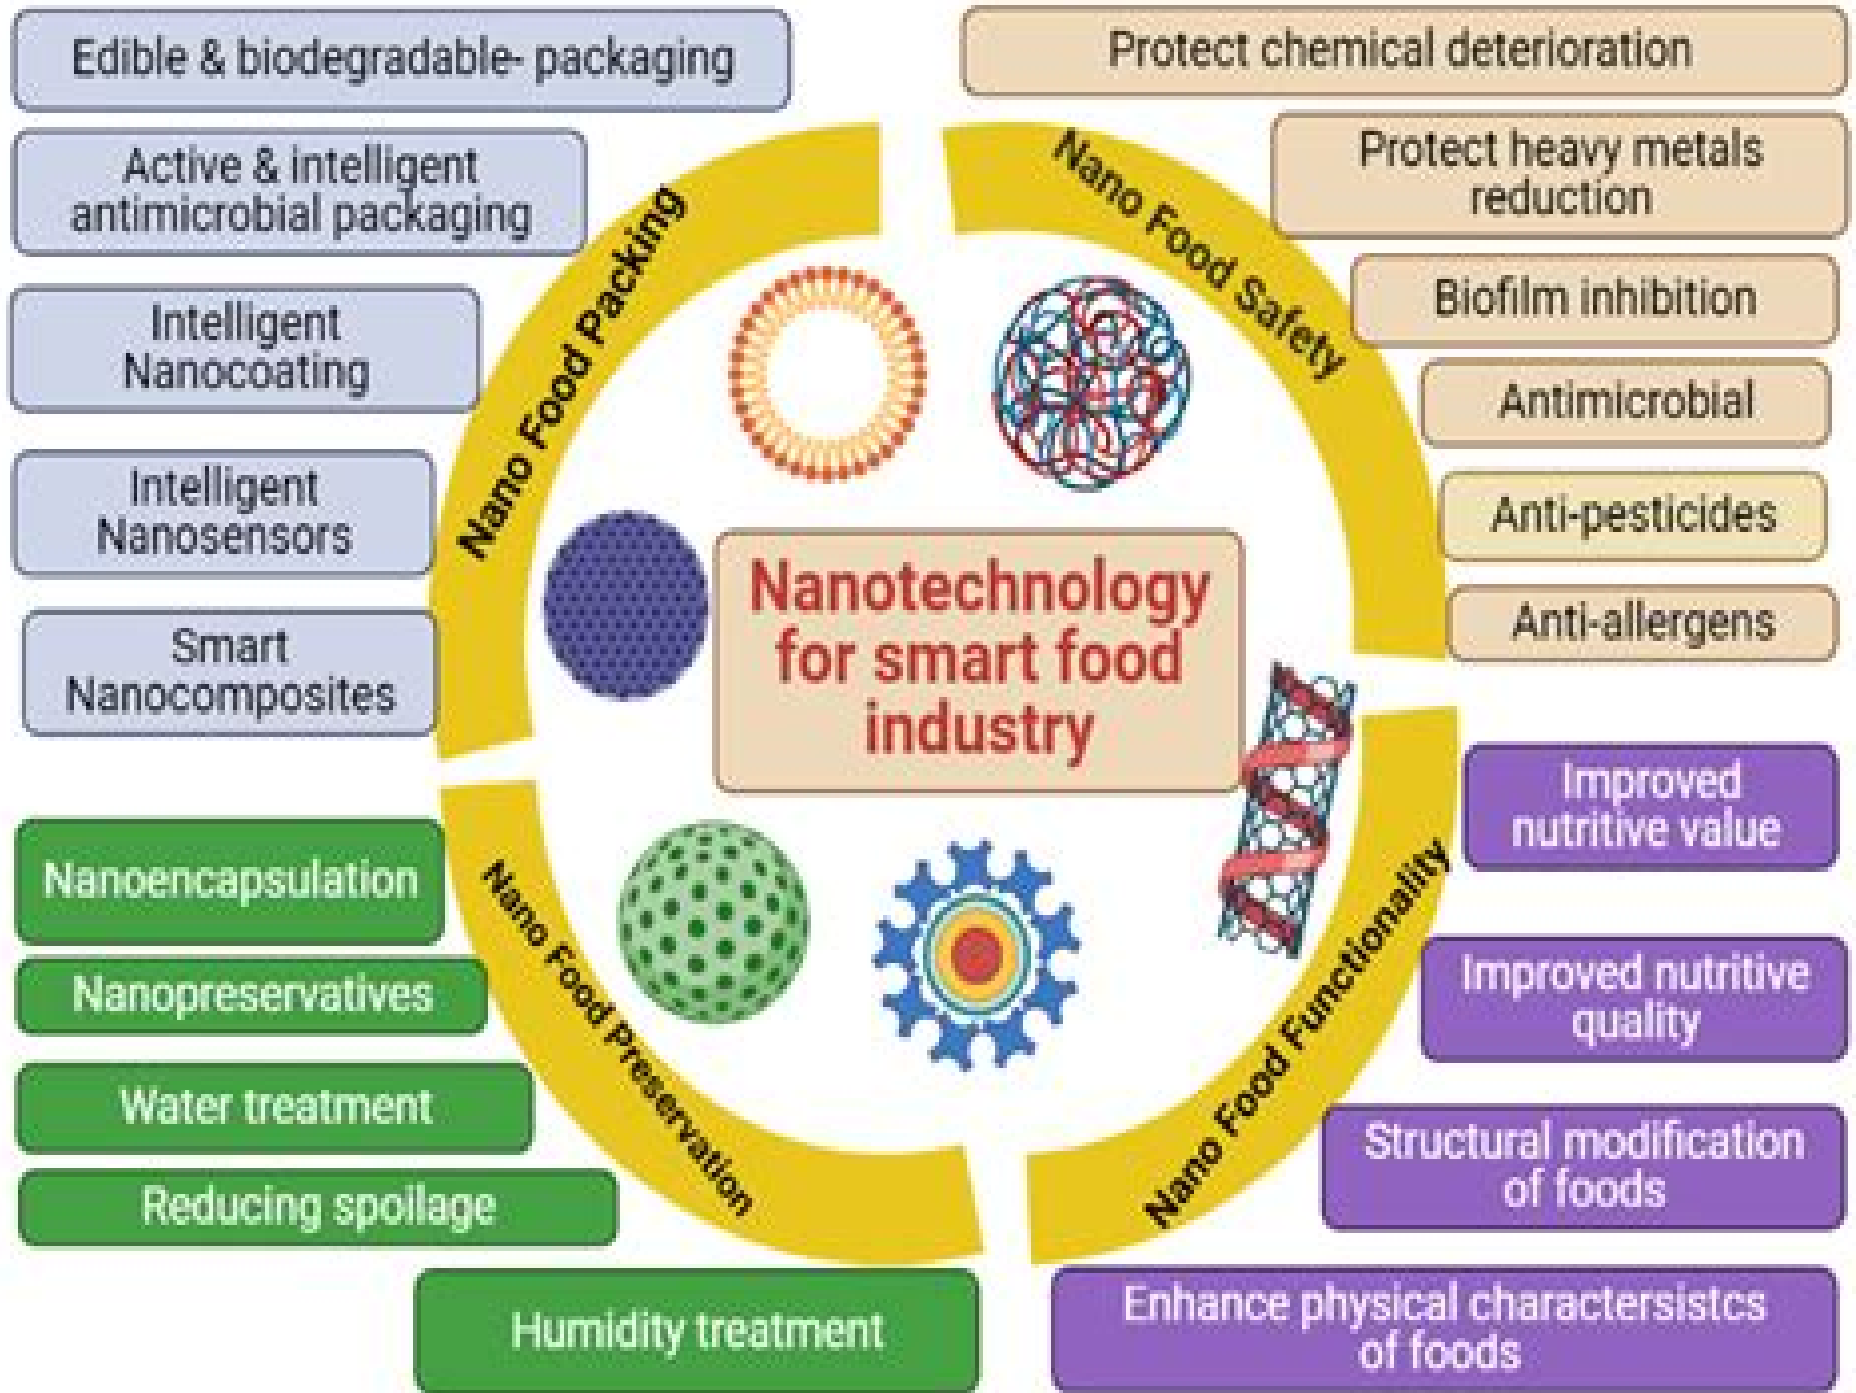 Edible & biodegradable- packaging
Active & intelligent
antimicrobial packaging
Intelligent
Nanocoating
Intelligent
Nanosensors
Smart
Nanocomposites
Nano Food Packing
Protect chemical deterioration
Protect heavy metals
reduction
Biofilm inhibition
Antimicrobial
Anti-pesticides
Anti-allergens
Nano Food Safety
Nanotechnology
for smart food
industry
Nanoencapsulation
Nanopreservatives
Water treatment
Reducing spoilage
Humidity treatment
Nano Food Preservation
Improved
nutritive value
Improved nutritive
quality
Structural modification
of foods
Enhance physical charactersistcs
of foods
Nano Food Functionality